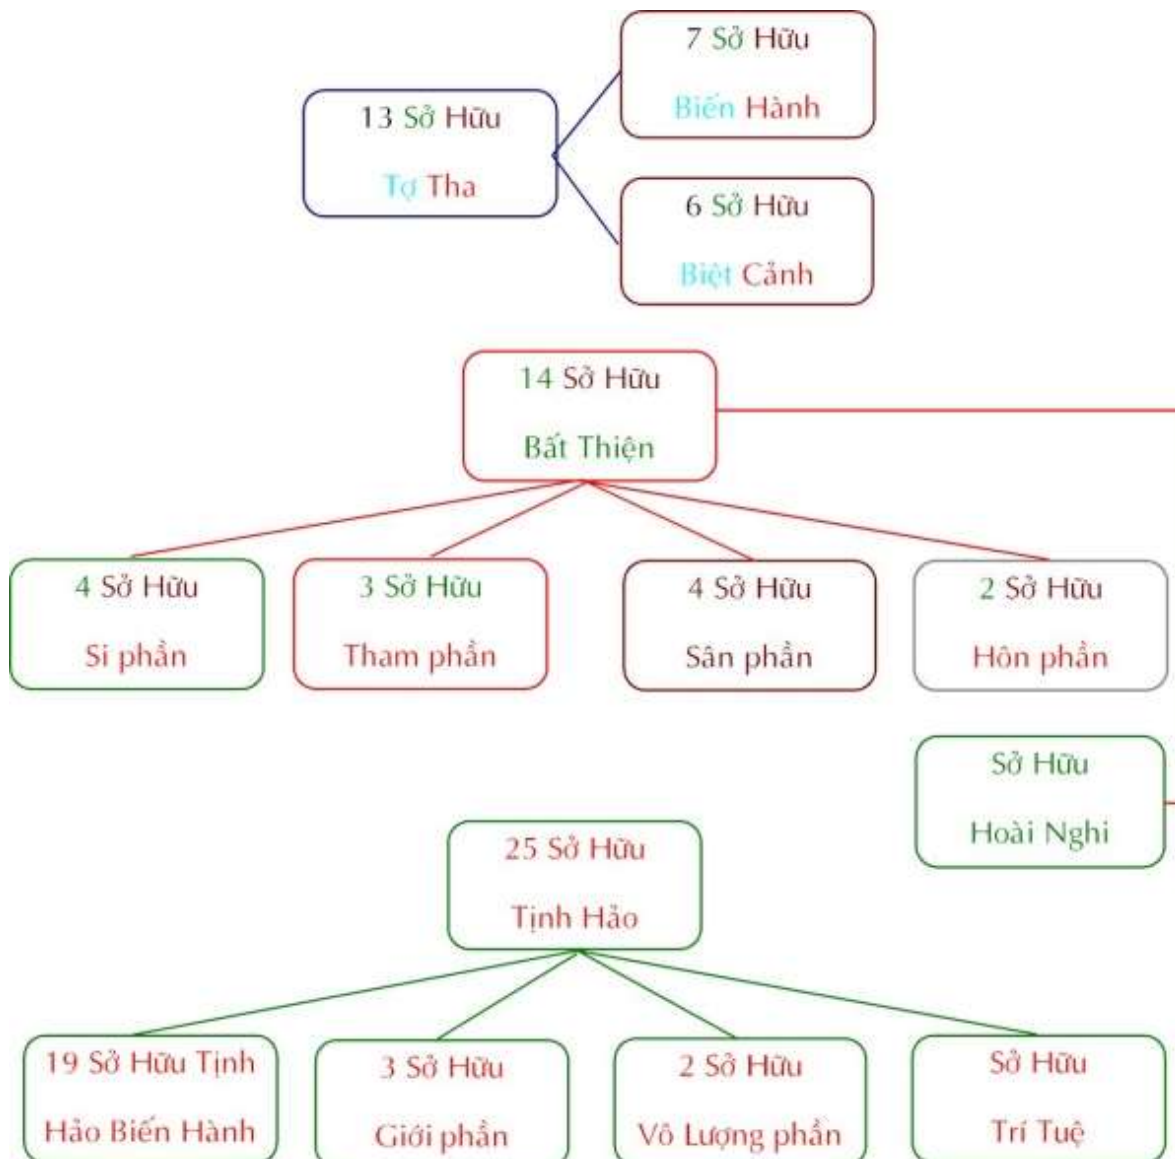 7 Sở Hữu
Biến Hành
13 Sở Hữu
Tợ Tha
6 Sở Hữu
Biệt Cảnh
14 Sở Hữu
Bất Thiện
4 Sở Hữu
Si phần
3 Sở Hữu
Tham phần
4 Sở Hữu
Sân phần
2 Sở Hữu
Hôn phần
Sở Hữu
Hoài Nghi
25 Sở Hữu
Tịnh Hảo
19 Sở Hữu Tịnh
Hảo Biến Hành
3 Sở Hữu
Giới phần
2 Sở Hữu
Vô Lượng phần
Sở Hữu
Trí Tuệ